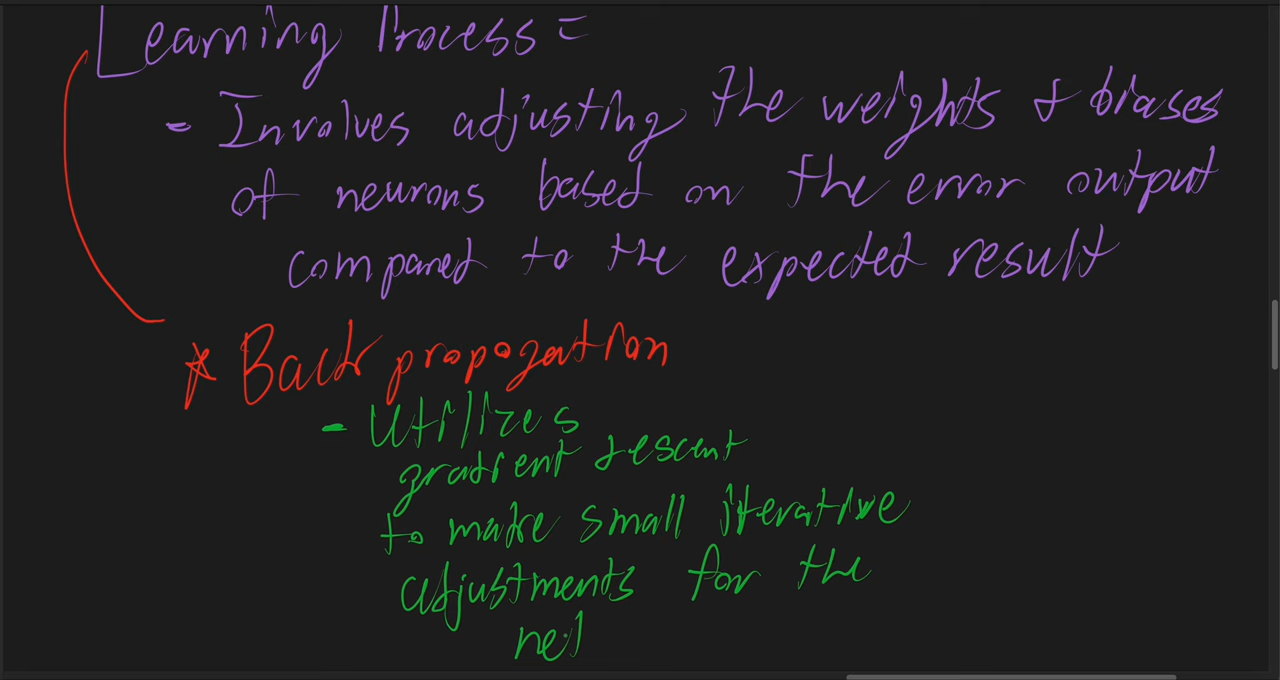 Learning Process =
- Involves adjusting the weights & biases
of neurons based on the error output
compared to the expected result
* Back propogation
- Utilizes
gradient descent
to make small iterative
adjustments for the